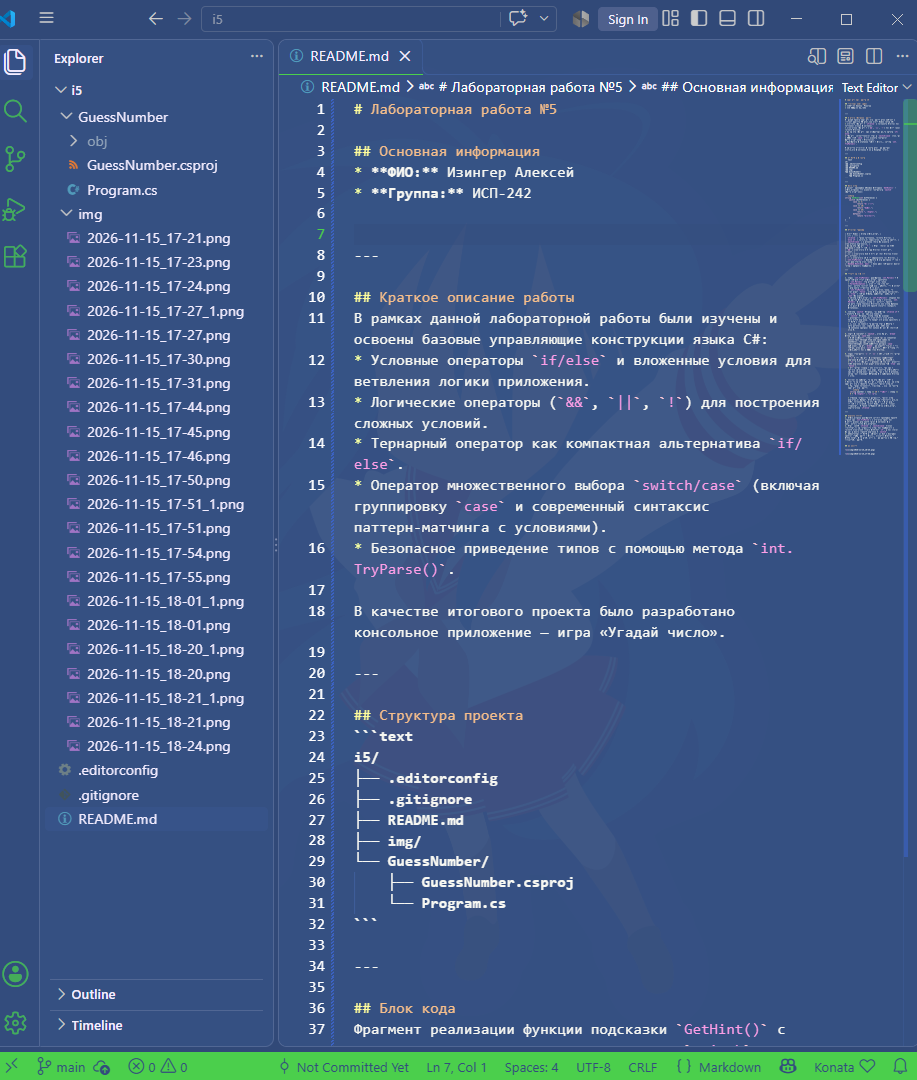 i5
Sign In
Explorer
i5
GuessNumber
obj
GuessNumber.csproj
Program.cs
img
2026-11-15_17-21.png
2026-11-15_17-23.png
2026-11-15_17-24.png
2026-11-15_17-27_1.png
2026-11-15_17-27.png
2026-11-15_17-30.png
2026-11-15_17-31.png
2026-11-15_17-44.png
2026-11-15_17-45.png
2026-11-15_17-46.png
2026-11-15_17-50.png
2026-11-15_17-51_1.png
2026-11-15_17-51.png
2026-11-15_17-54.png
2026-11-15_17-55.png
2026-11-15_18-01_1.png
2026-11-15_18-01.png
2026-11-15_18-20_1.png
2026-11-15_18-20.png
2026-11-15_18-21_1.png
2026-11-15_18-21.png
2026-11-15_18-24.png
.editorconfig
.gitignore
README.md
Outline
Timeline
README.md
README.md > abc # Лабораторная работа №5 > abc ## Основная информация
Text Editor
1 # Лабораторная работа №5
2
3 ## Основная информация
4 * **ФИО:** Изингер Алексей
5 * **Группа:** ИСП-242
6
7
8 ---
9
10 ## Краткое описание работы
11 В рамках данной лабораторной работы были изучены и
освоены базовые управляющие конструкции языка C#:
12 * Условные операторы `if/else` и вложенные условия для
ветвления логики приложения.
13 * Логические операторы (`&&`, `||`, `!`) для построения
сложных условий.
14 * Тернарный оператор как компактная альтернатива `if/
else`.
15 * Оператор множественного выбора `switch/case` (включая
группировку `case` и современный синтаксис
паттерн-матчинга с условиями).
16 * Безопасное приведение типов с помощью метода `int.
TryParse()`.
17
18 В качестве итогового проекта было разработано
консольное приложение — игра «Угадай число».
19
20 ---
21
22 ## Структура проекта
23 ```text
24 i5/
25 ├── .editorconfig
26 ├── .gitignore
27 ├── README.md
28 ├── img/
29 └── GuessNumber/
30     ├── GuessNumber.csproj
31     └── Program.cs
32 ```
33
34 ---
35
36 ## Блок кода
37 Фрагмент реализации функции подсказки `GetHint()` с
main
0 0
Not Committed Yet
Ln 7, Col 1
Spaces: 4
UTF-8
CRLF
{ } Markdown
Konata